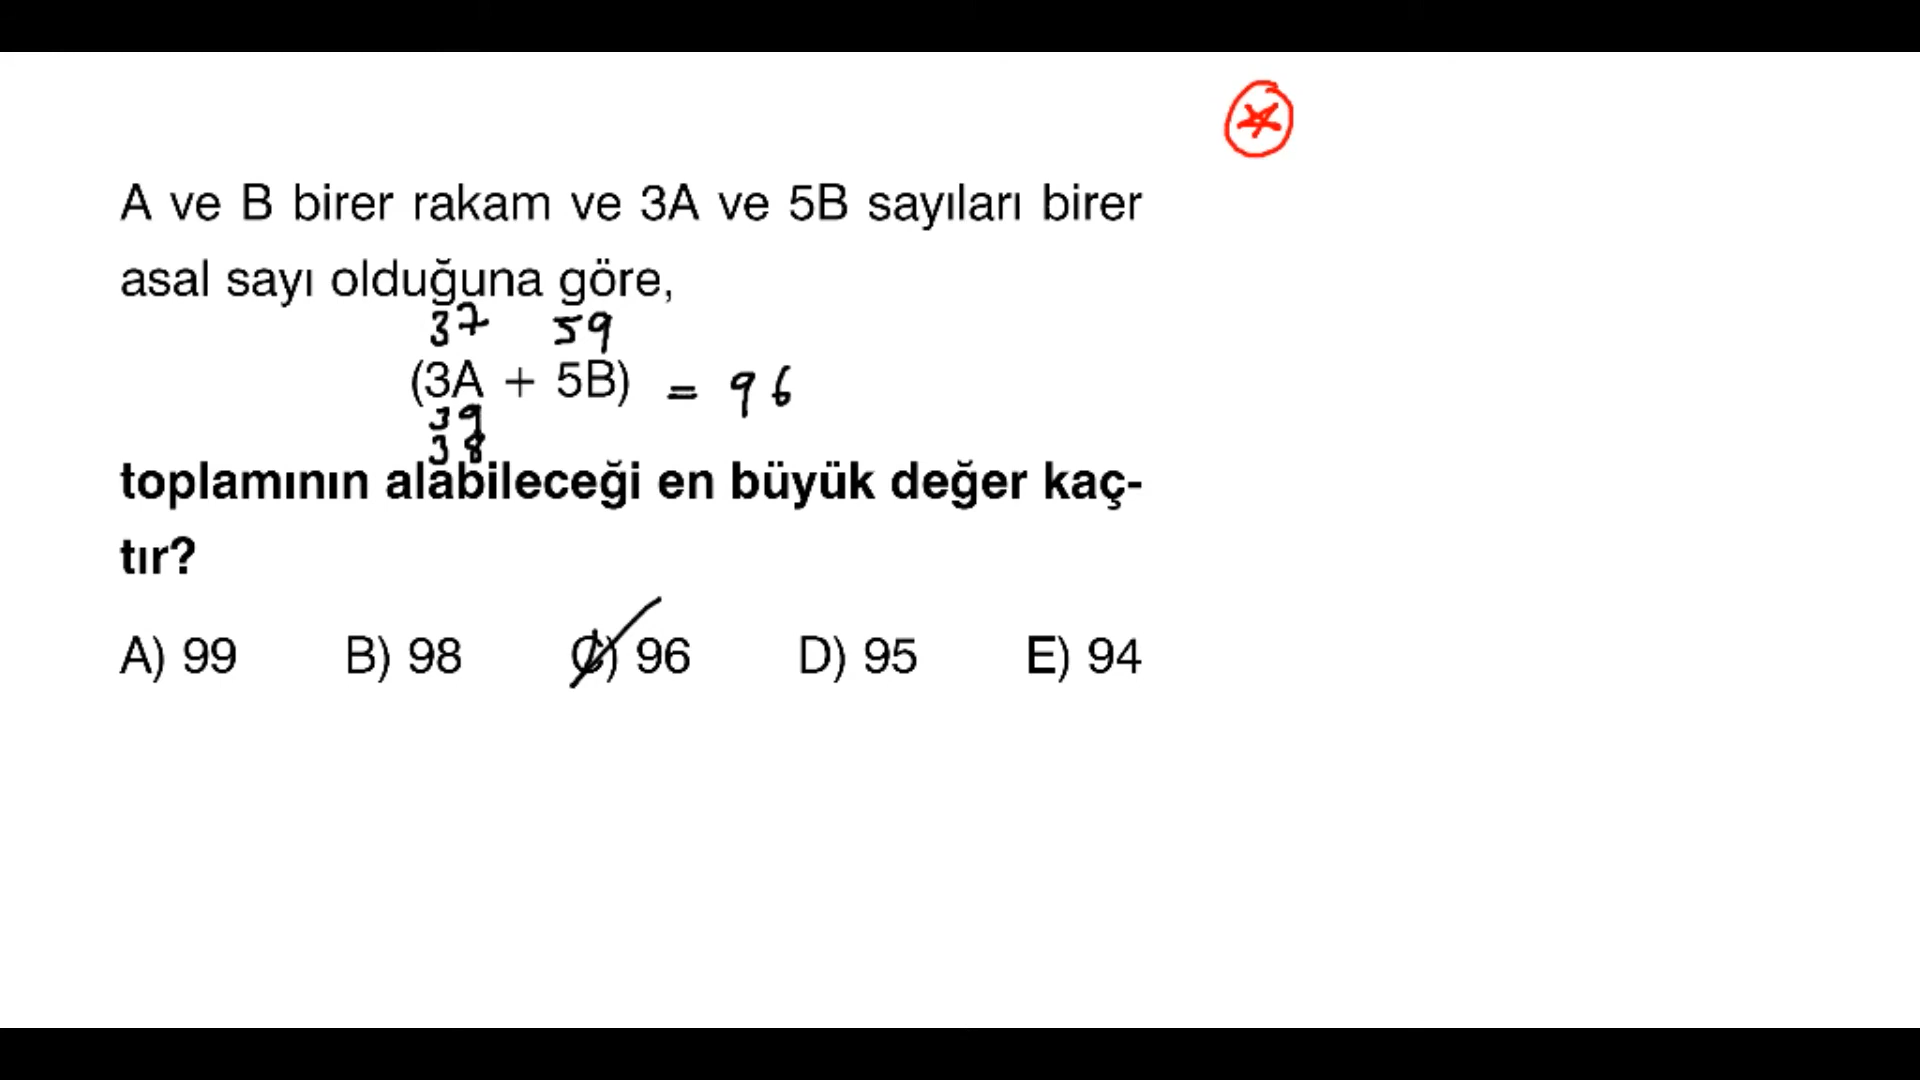 A ve B birer rakam ve 3A ve 5B sayıları birer
asal sayı olduğuna göre,
37 59
(3A + 5B) = 96
39
38
toplamının alabileceği en büyük değer kaç-
tır?
A) 99 B) 98 C) 96 D) 95 E) 94